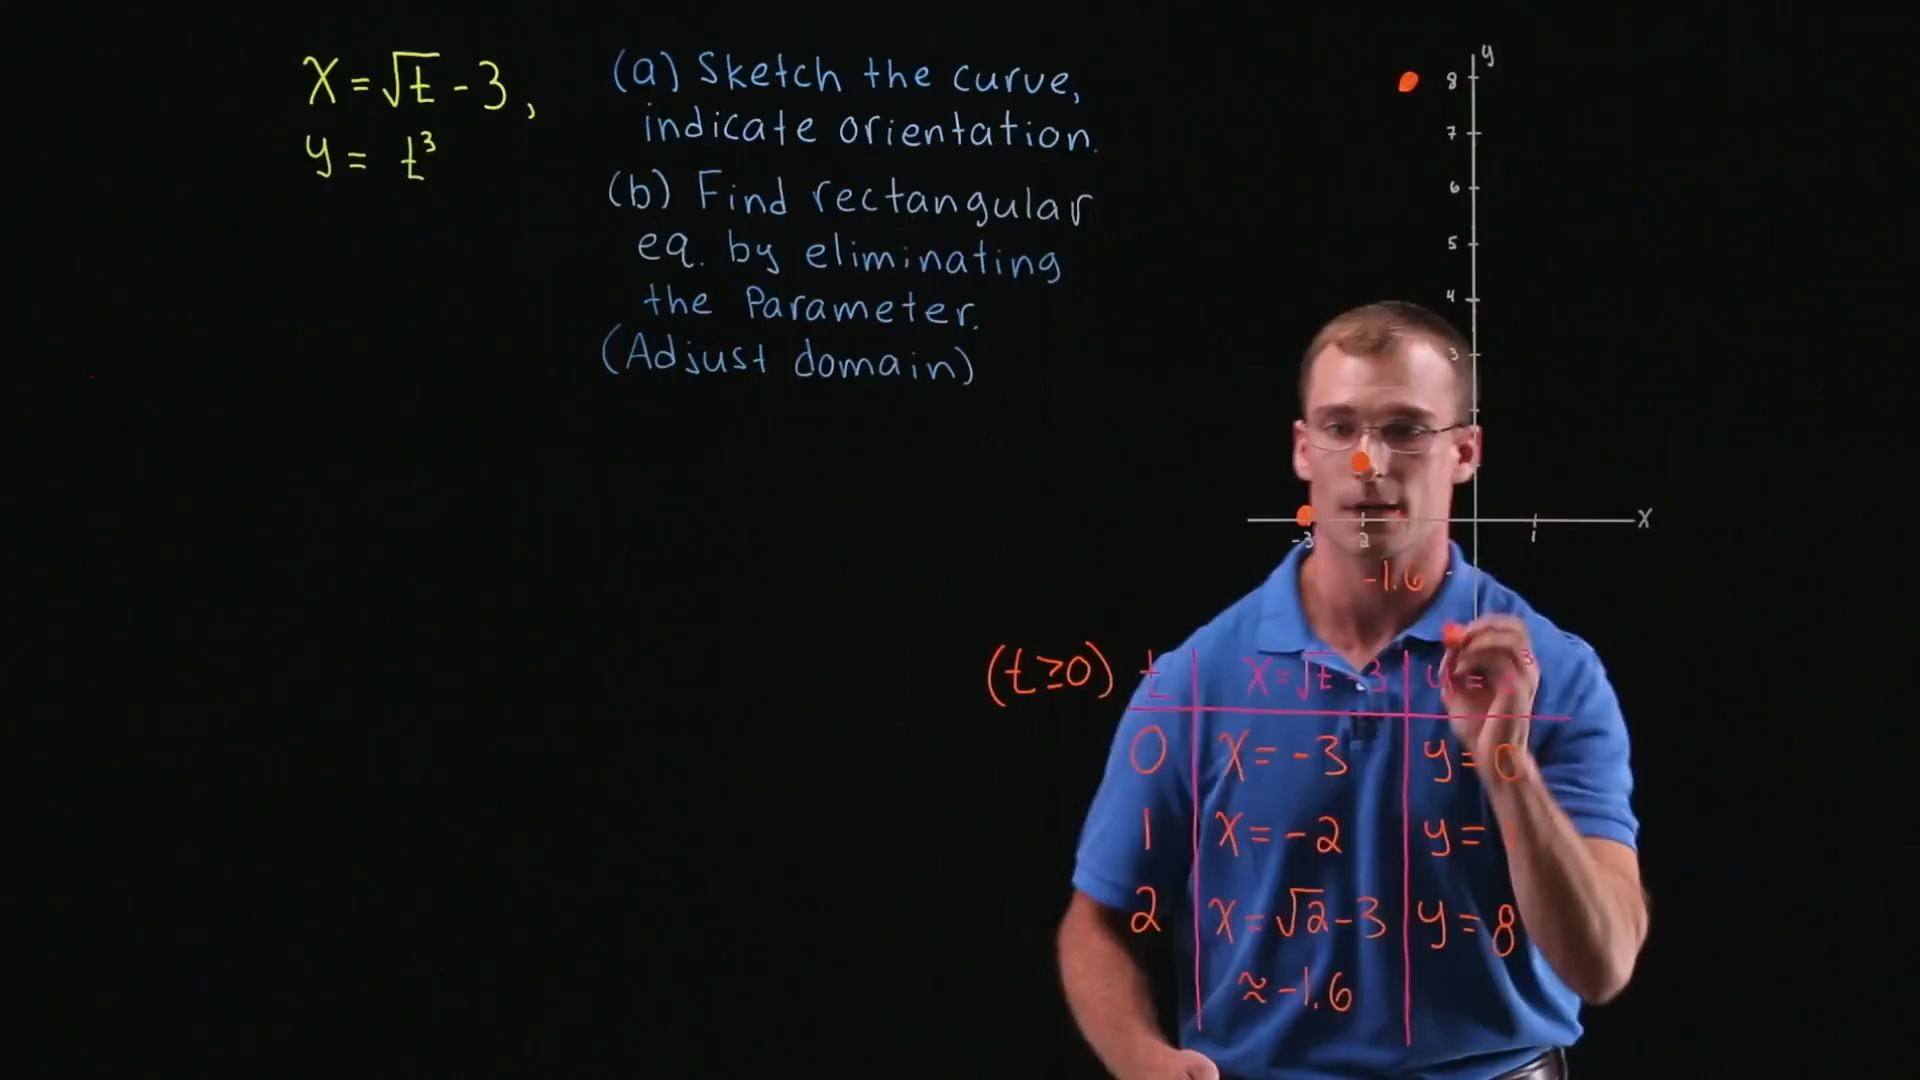 x = √t - 3,
y = t³
(a) Sketch the curve,
indicate orientation.
(b) Find rectangular
eq. by eliminating
the Parameter.
(Adjust domain)
y
8
7
6
5
4
3
x
-3 2 1
-1.6
(t ≥ 0) t x = √t - 3 y = ³
0 x = -3 y = 0
1 x = -2 y =
2 x = √2 - 3 y = 8
≈ -1.6